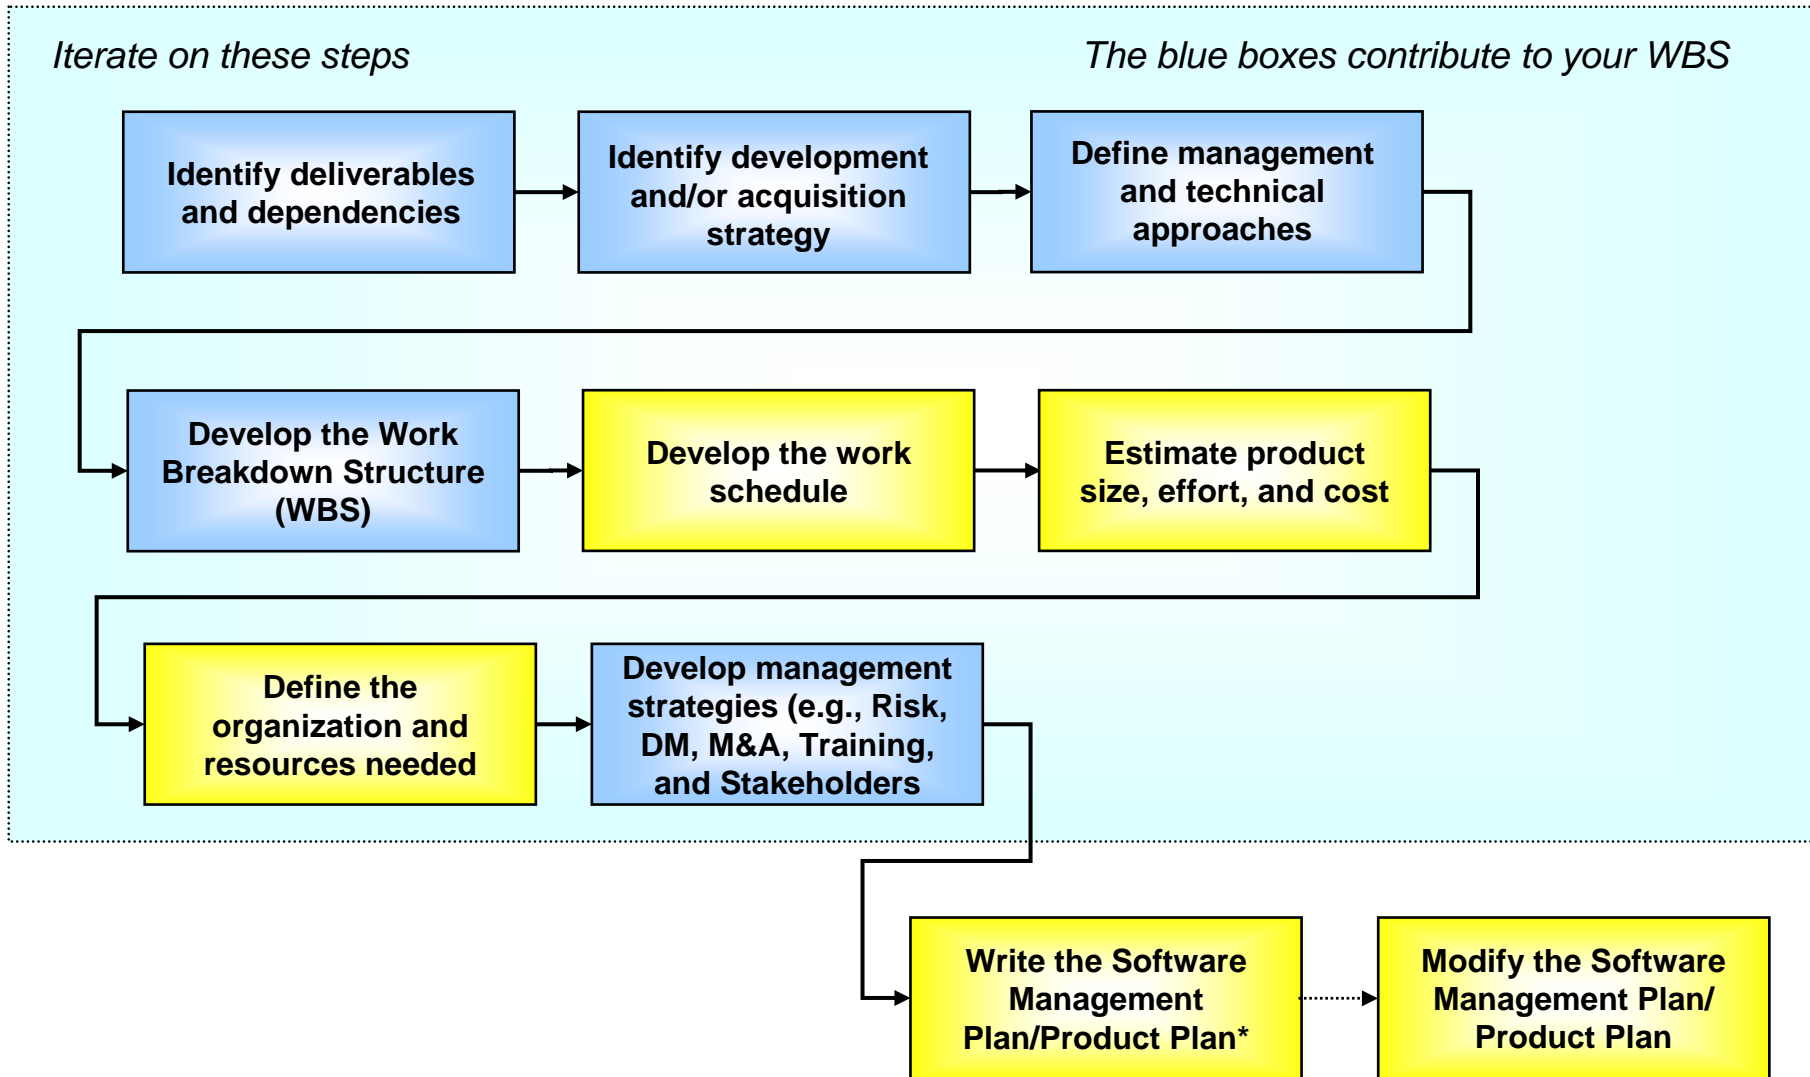 Iterate on these steps
The blue boxes contribute to your WBS
Identify deliverables
and dependencies
Identify development
and/or acquisition
strategy
Define management
and technical
approaches
Develop the Work
Breakdown Structure
(WBS)
Develop the work
schedule
Estimate product
size, effort, and cost
Define the
organization and
resources needed
Develop management
strategies (e.g., Risk,
DM, M&A, Training,
and Stakeholders
Write the Software
Management
Plan/Product Plan*
Modify the Software
Management Plan/
Product Plan